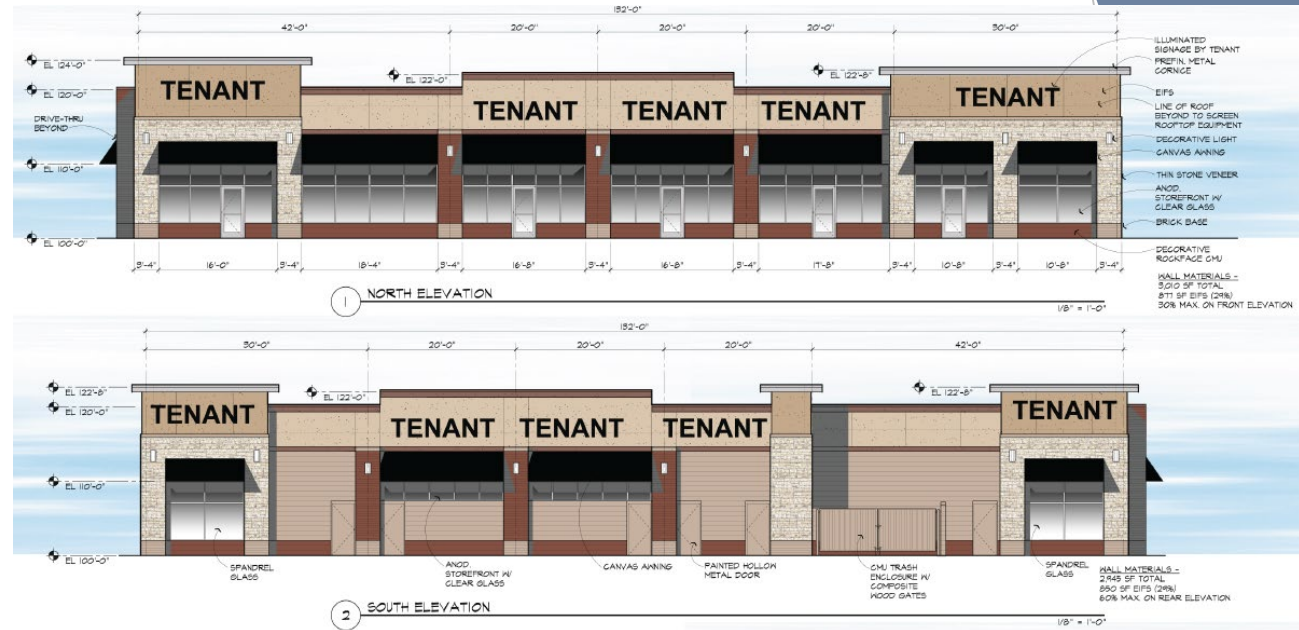 132'-0"
42'-0" 20'-0" 20'-0" 20'-0" 30'-0"
EL 124'-0"
EL 122'-0"
EL 122'-8"
EL 120'-0"
EL 110'-0"
EL 100'-0"
DRIVE-THRU
BEYOND
TENANT TENANT TENANT TENANT TENANT
ILLUMINATED
SIGNAGE BY TENANT
PREFIN. METAL
CORNICE
EIFS
LINE OF ROOF
BEYOND TO SCREEN
ROOFTOP EQUIPMENT
DECORATIVE LIGHT
CANVAS AWNING
THIN STONE VENEER
ANOD.
STOREFRONT W/
CLEAR GLASS
BRICK BASE
DECORATIVE
ROCKFACE CMU
3'-4" 16'-0" 3'-4" 18'-4" 3'-4" 16'-8" 3'-4" 16'-8" 3'-4" 17'-8" 3'-4" 10'-8" 3'-4" 10'-8" 3'-4"
WALL MATERIALS -
3,010 SF TOTAL
877 SF EIFS (29%)
30% MAX. ON FRONT ELEVATION
1 NORTH ELEVATION
1/8" = 1'-0"
132'-0"
30'-0" 20'-0" 20'-0" 20'-0" 42'-0"
EL 122'-8"
EL 122'-0"
EL 122'-8"
EL 120'-0"
EL 110'-0"
EL 100'-0"
TENANT TENANT TENANT TENANT TENANT
SPANDREL
GLASS
ANOD.
STOREFRONT W/
CLEAR GLASS
CANVAS AWNING
PAINTED HOLLOW
METAL DOOR
CMU TRASH
ENCLOSURE W/
COMPOSITE
WOOD GATES
SPANDREL
GLASS
WALL MATERIALS -
2,945 SF TOTAL
850 SF EIFS (29%)
60% MAX. ON REAR ELEVATION
2 SOUTH ELEVATION
1/8" = 1'-0"